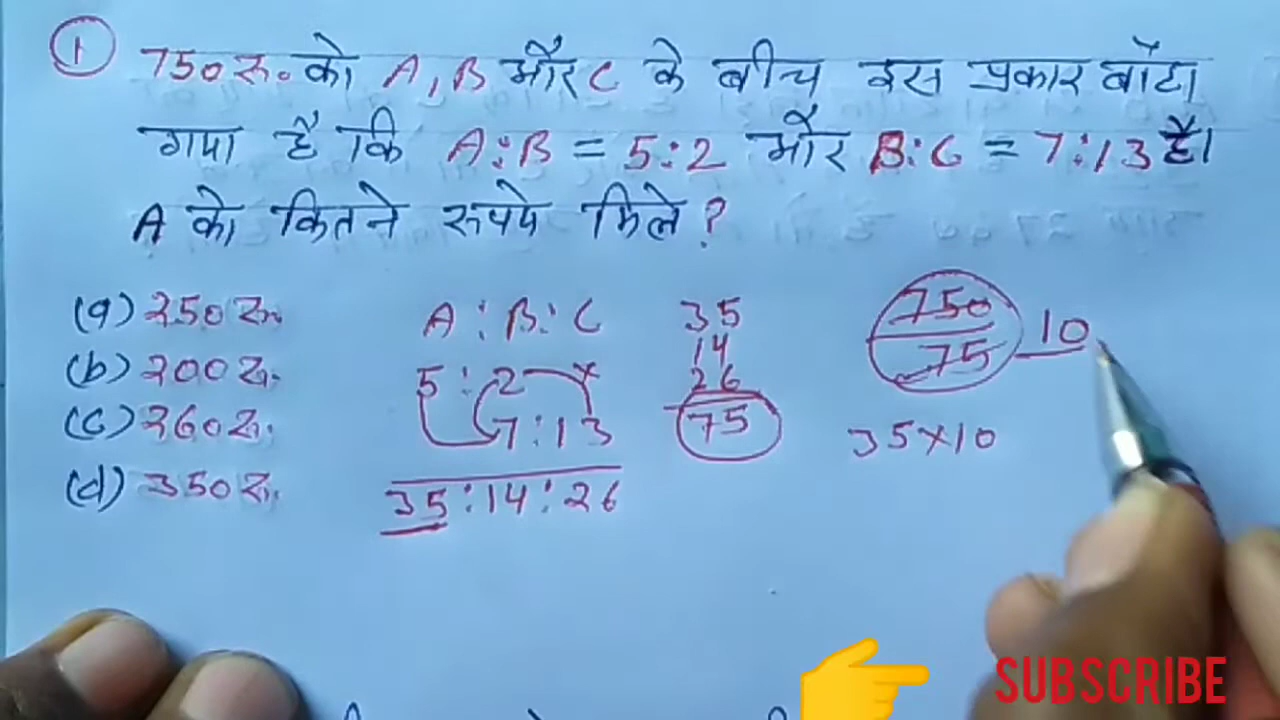 1 750 रु. को A, B और C के बीच इस प्रकार बाँटा
गया है कि A:B = 5:2 और B:C = 7:13 है।
A को कितने रुपये मिले ?
(a) 250 रु.
(b) 200 रु.
(c) 260 रु.
(d) 350 रु.
A : B : C
5 : 2
7 : 13
35 : 14 : 26
35
14
26
75
750
75
10
35×10
SUBSCRIBE